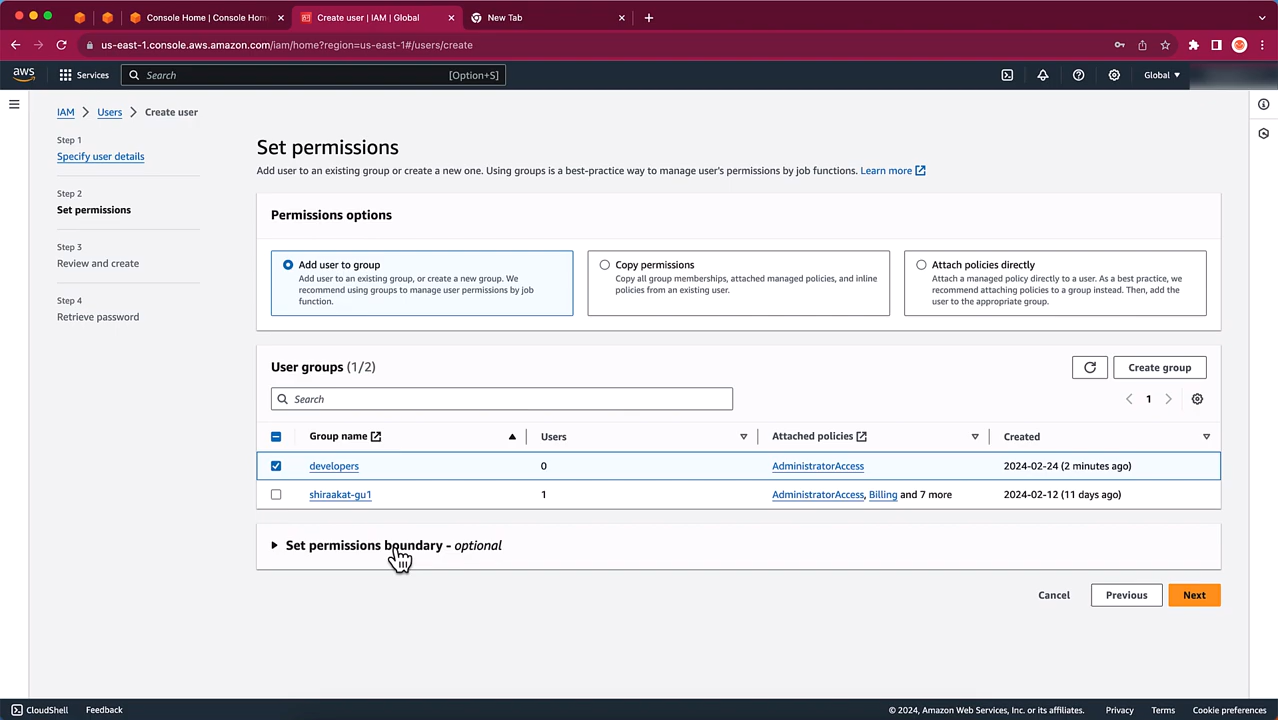 Console Home | Console Hom
Create user | IAM | Global
New Tab
us-east-1.console.aws.amazon.com/iam/home?region=us-east-1#/users/create
aws
Services
Search
[Option+S]
Global
IAM
Users
Create user
Step 1
Specify user details
Step 2
Set permissions
Step 3
Review and create
Step 4
Retrieve password
Set permissions
Add user to an existing group or create a new one. Using groups is a best-practice way to manage user's permissions by job functions. Learn more
Permissions options
Add user to group
Add user to an existing group, or create a new group. We
recommend using groups to manage user permissions by job
function.
Copy permissions
Copy all group memberships, attached managed policies, and inline
policies from an existing user.
Attach policies directly
Attach a managed policy directly to a user. As a best practice, we
recommend attaching policies to a group instead. Then, add the
user to the appropriate group.
User groups (1/2)
Create group
Search
1
Group name
Users
Attached policies
Created
developers
0
AdministratorAccess
2024-02-24 (2 minutes ago)
shiraakat-gu1
1
AdministratorAccess, Billing and 7 more
2024-02-12 (11 days ago)
Set permissions boundary - optional
Cancel
Previous
Next
CloudShell
Feedback
© 2024, Amazon Web Services, Inc. or its affiliates.
Privacy
Terms
Cookie preferences